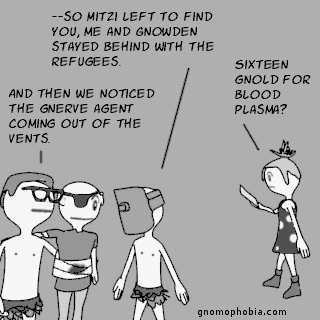 --SO MITZI LEFT TO FIND
YOU, ME AND GNOWDEN
STAYED BEHIND WITH THE
REFUGEES.
AND THEN WE NOTICED
THE GNERVE AGENT
COMING OUT OF THE
VENTS.
SIXTEEN
GNOLD FOR
BLOOD
PLASMA?
gnomophobia.com